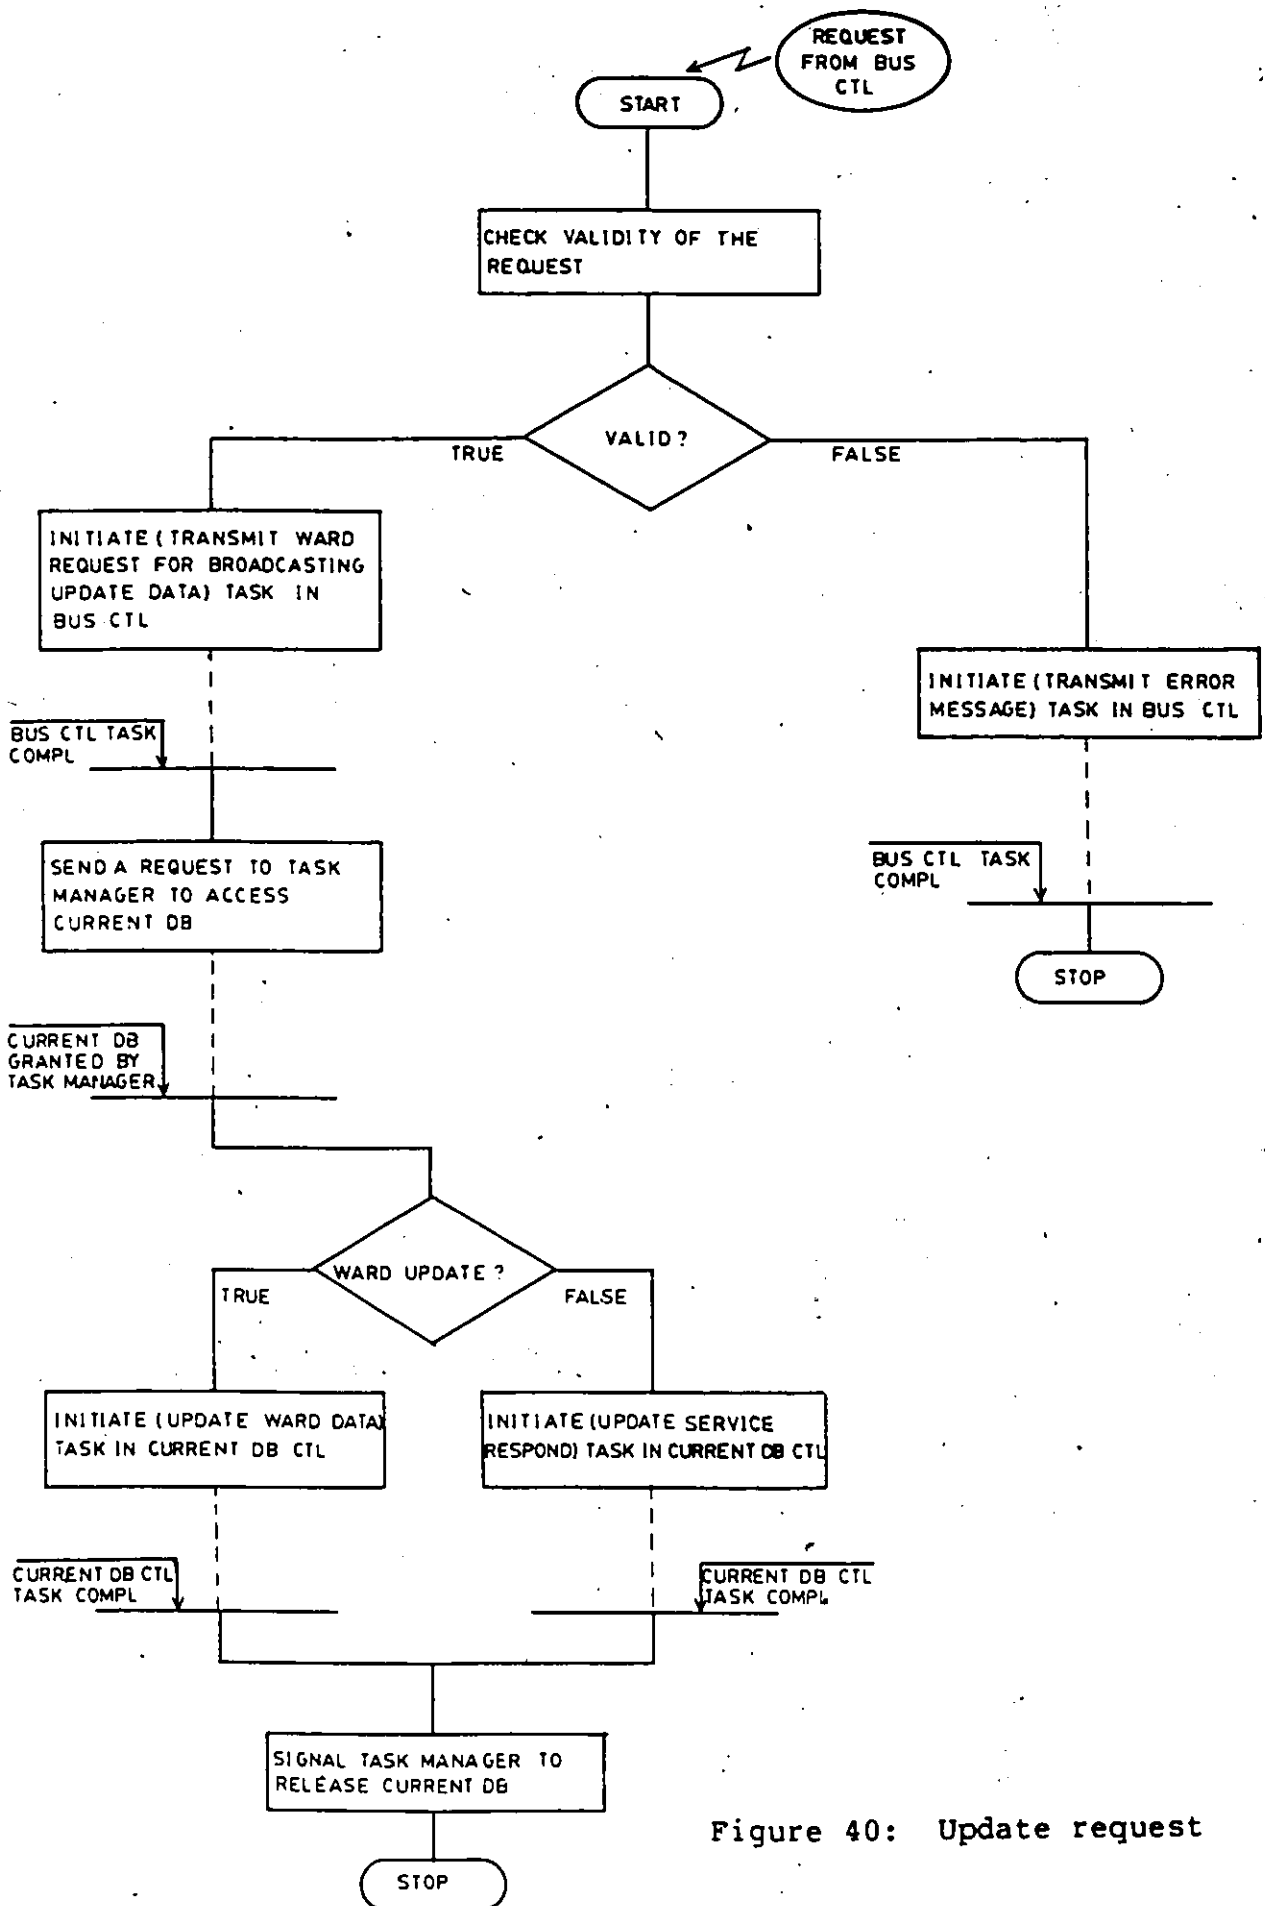 REQUEST
FROM BUS
CTL
START
CHECK VALIDITY OF THE
REQUEST
VALID?
TRUE
FALSE
INITIATE (TRANSMIT WARD
REQUEST FOR BROADCASTING
UPDATE DATA) TASK IN
BUS CTL
INITIATE (TRANSMIT ERROR
MESSAGE) TASK IN BUS CTL
BUS CTL TASK
COMPL
SEND A REQUEST TO TASK
MANAGER TO ACCESS
CURRENT DB
BUS CTL TASK
COMPL
STOP
CURRENT DB
GRANTED BY
TASK MANAGER
WARD UPDATE?
TRUE
FALSE
INITIATE (UPDATE WARD DATA)
TASK IN CURRENT DB CTL
INITIATE (UPDATE SERVICE
RESPOND) TASK IN CURRENT DB CTL
CURRENT DB CTL
TASK COMPL
CURRENT DB CTL
TASK COMPL
SIGNAL TASK MANAGER TO
RELEASE CURRENT DB
STOP
Figure 40: Update request